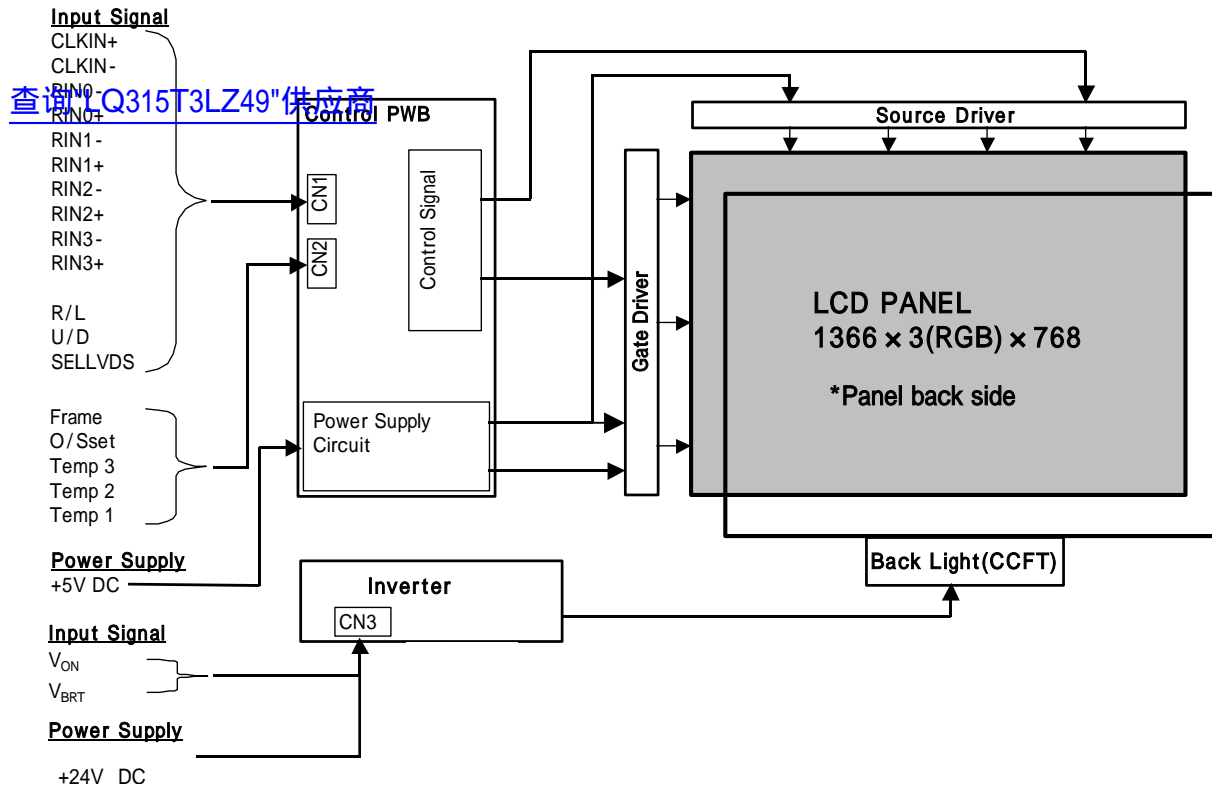 Input Signal
CLKIN+
CLKIN-
RIN0-
查询"LQ315T3LZ49"供应商
RIN0+
RIN1-
RIN1+
RIN2-
RIN2+
RIN3-
RIN3+
R/L
U/D
SELLVDS
Frame
O/Sset
Temp 3
Temp 2
Temp 1
Power Supply
+5V DC
Input Signal
VON
VBRT
Power Supply
+24V DC
Control PWB
CN1
CN2
Control Signal
Power Supply
Circuit
Inverter
CN3
Gate Driver
Source Driver
LCD PANEL
1366 × 3(RGB) × 768
*Panel back side
Back Light(CCFT)